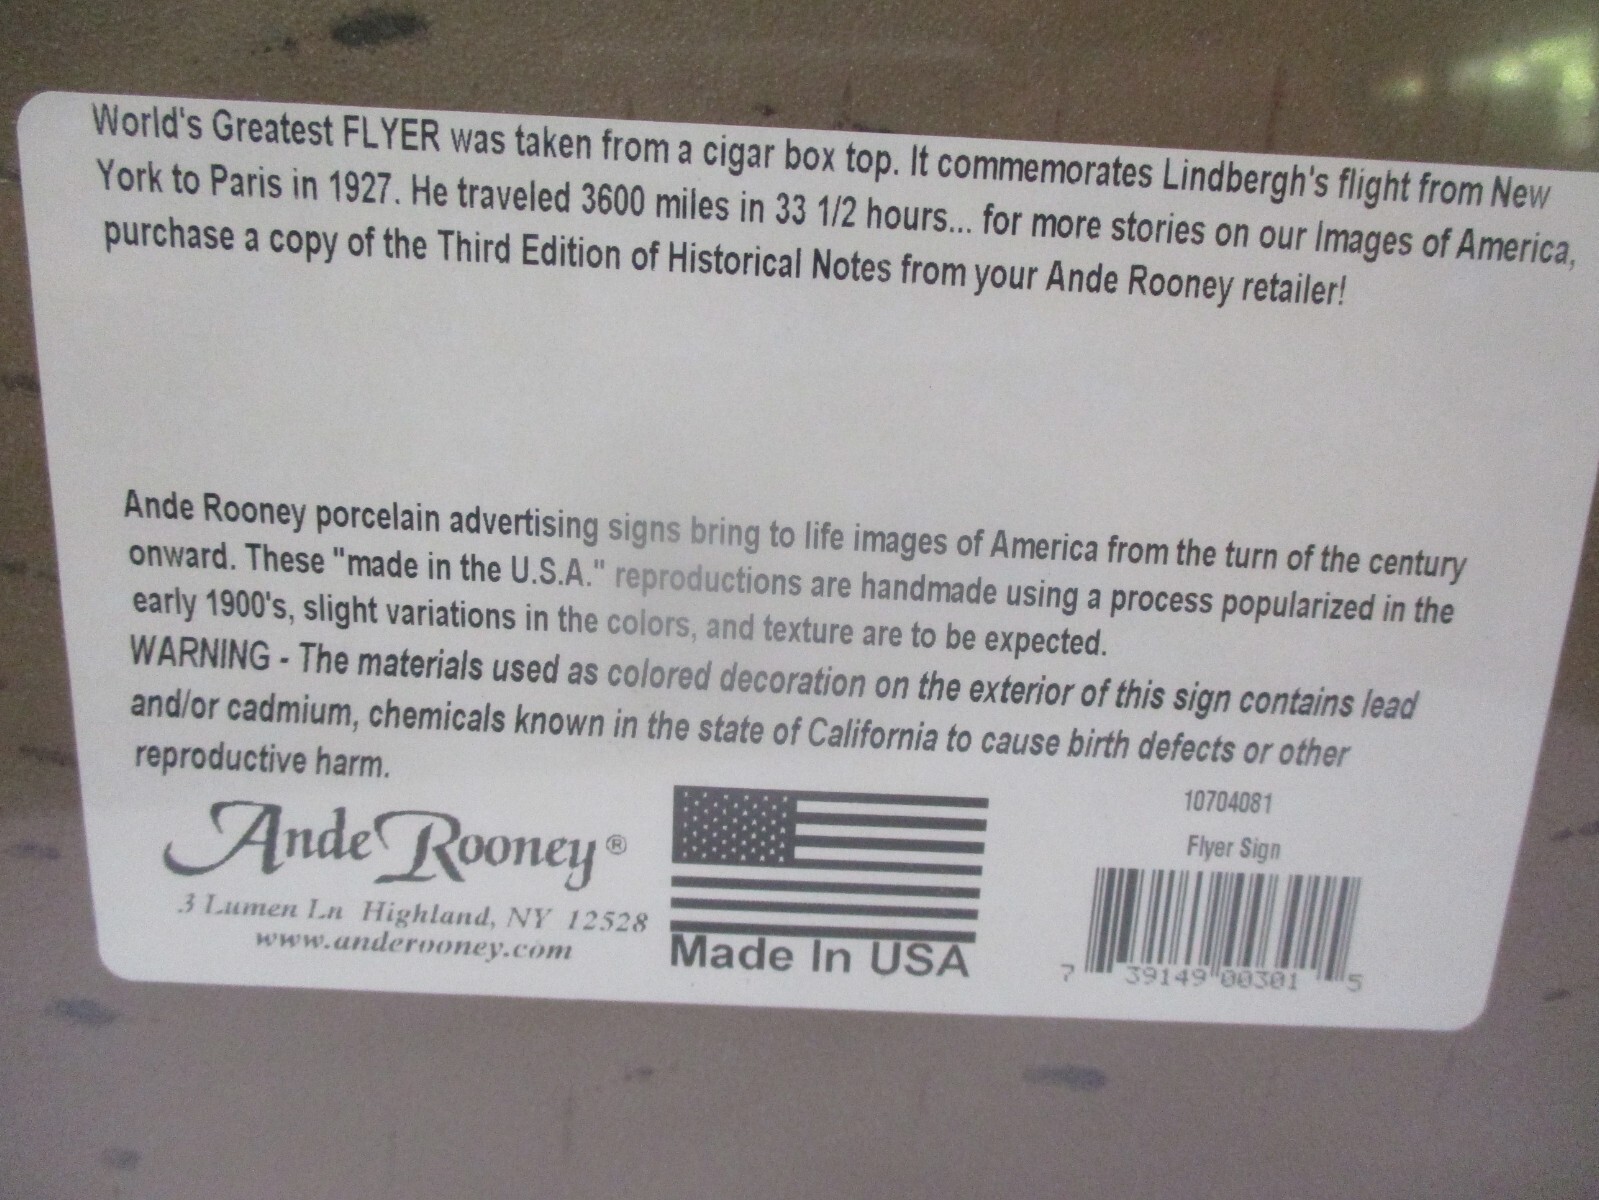 World's Greatest FLYER was taken from a cigar box top. It commemorates Lindbergh's flight from New
York to Paris in 1927. He traveled 3600 miles in 33 1/2 hours... for more stories on our Images of America,
purchase a copy of the Third Edition of Historical Notes from your Ande Rooney retailer!
Ande Rooney porcelain advertising signs bring to life images of America from the turn of the century
onward. These "made in the U.S.A." reproductions are handmade using a process popularized in the
early 1900's, slight variations in the colors, and texture are to be expected.
WARNING - The materials used as colored decoration on the exterior of this sign contains lead
and/or cadmium, chemicals known in the state of California to cause birth defects or other
reproductive harm.
Ande Rooney ®
3 Lumen Ln Highland, NY 12528
www.anderooney.com
Made In USA
10704081
Flyer Sign
7 39149 00301 5